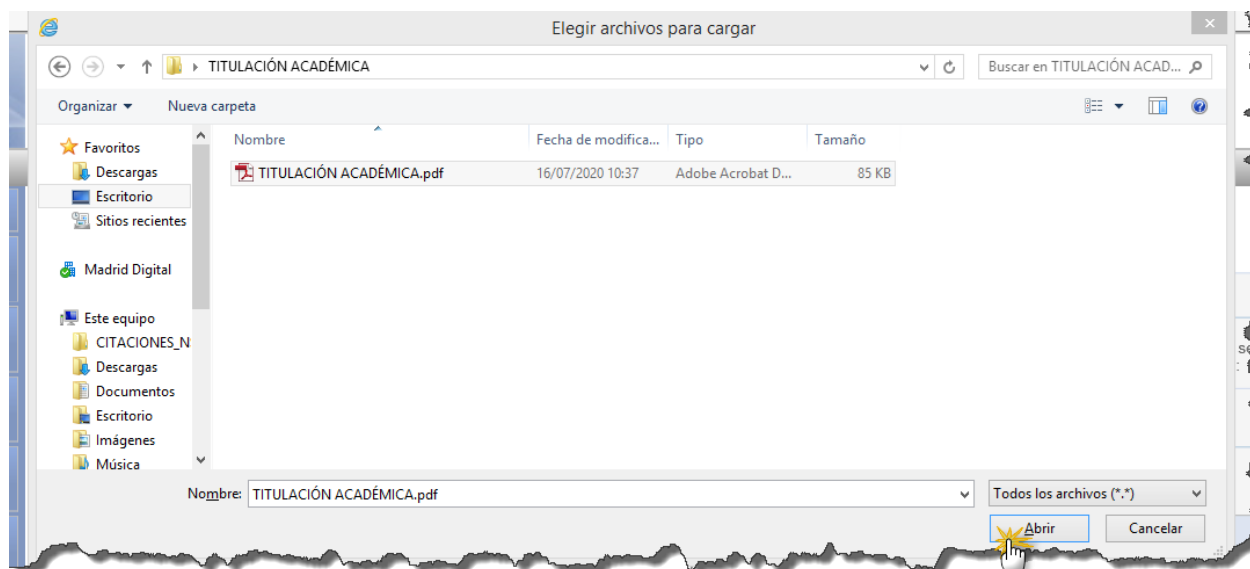 Elegir archivos para cargar
TITULACIÓN ACADÉMICA
Buscar en TITULACIÓN ACAD...
Organizar
Nueva carpeta
Nombre
Fecha de modifica...
Tipo
Tamaño
TITULACIÓN ACADÉMICA.pdf
16/07/2020 10:37
Adobe Acrobat D...
85 KB
Favoritos
Descargas
Escritorio
Sitios recientes
Madrid Digital
Este equipo
CITACIONES_N
Descargas
Documentos
Escritorio
Imágenes
Música
Nombre: TITULACIÓN ACADÉMICA.pdf
Todos los archivos (*.*)
Abrir
Cancelar